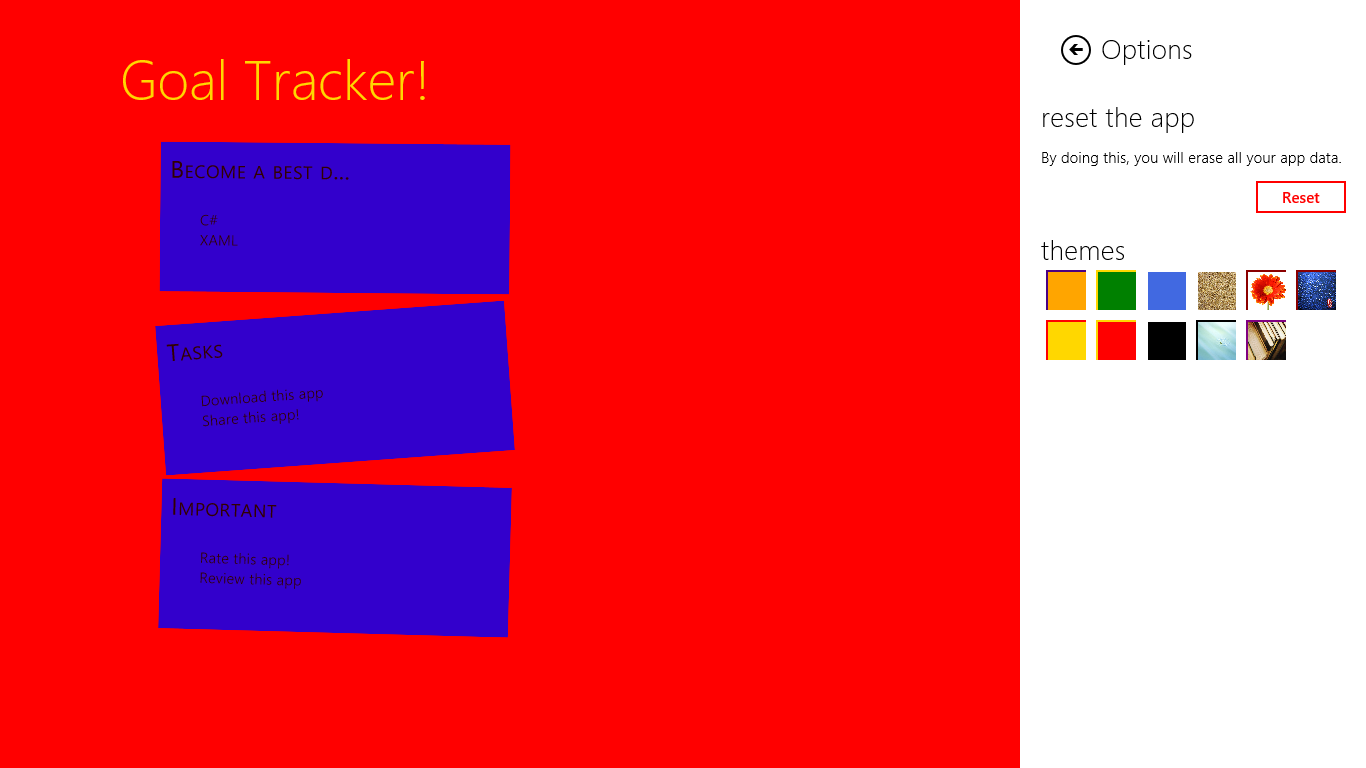 Goal Tracker!
Become a best d...
C#
XAML
Tasks
Download this app
Share this app!
Important
Rate this app!
Review this app
Options
reset the app
By doing this, you will erase all your app data.
Reset
themes